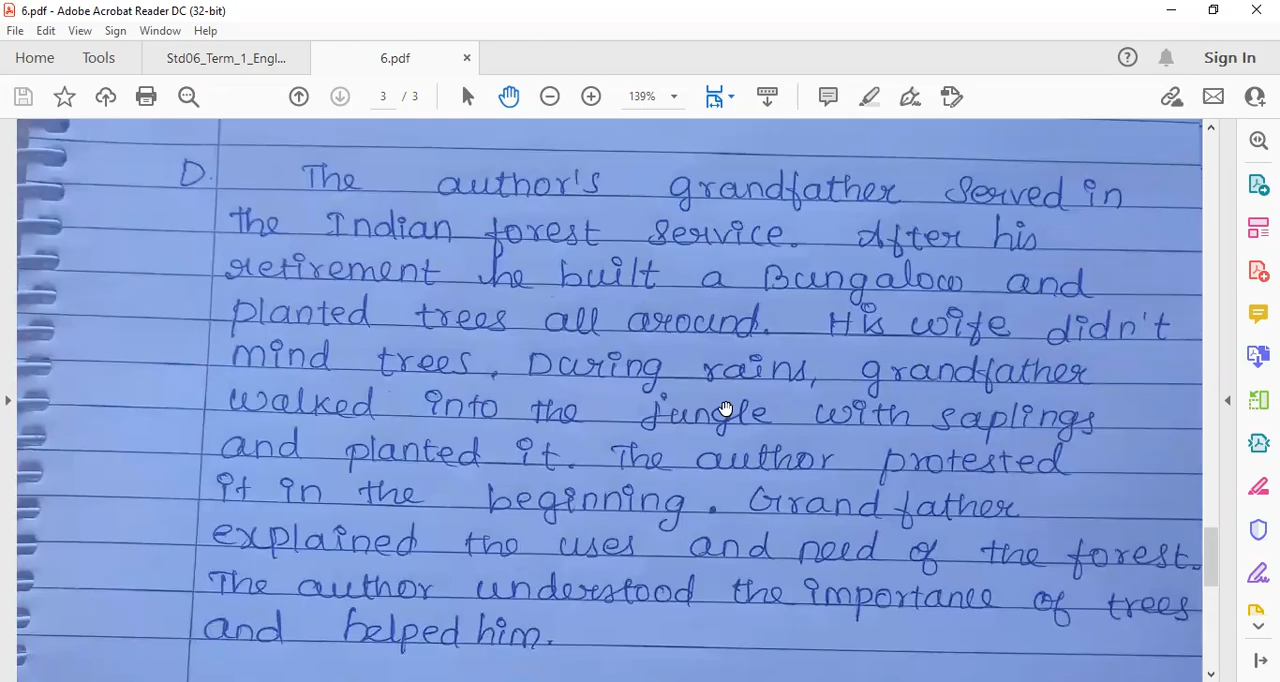 6.pdf - Adobe Acrobat Reader DC (32-bit)
File Edit View Sign Window Help
Home Tools Std06_Term_1_Engl... 6.pdf × Sign In
3 / 3 139%
D. The author's grandfather served in
the Indian forest service. After his
retirement he built a Bungalow and
planted trees all around. His wife didn't
mind trees. During rains, grandfather
walked into the jungle with saplings
and planted it. The author protested
it in the beginning. Grandfather
explained the uses and need of the forest.
The author understood the importance of trees
and helped him.